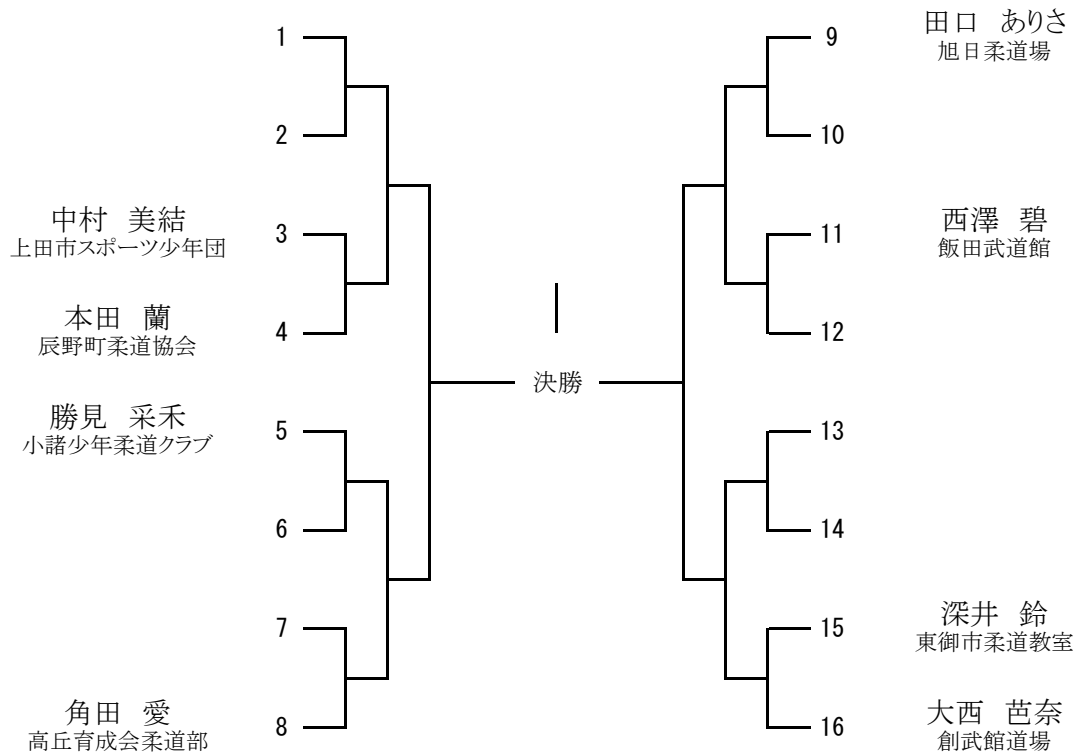 1
2
中村 美結
上田市スポーツ少年団
3
本田 蘭
辰野町柔道協会
4
勝見 采禾
小諸少年柔道クラブ
5
6
7
角田 愛
高丘育成会柔道部
8
決勝
9
田口 ありさ
旭日柔道場
10
11
西澤 碧
飯田武道館
12
13
14
15
深井 鈴
東御市柔道教室
16
大西 芭奈
創武館道場